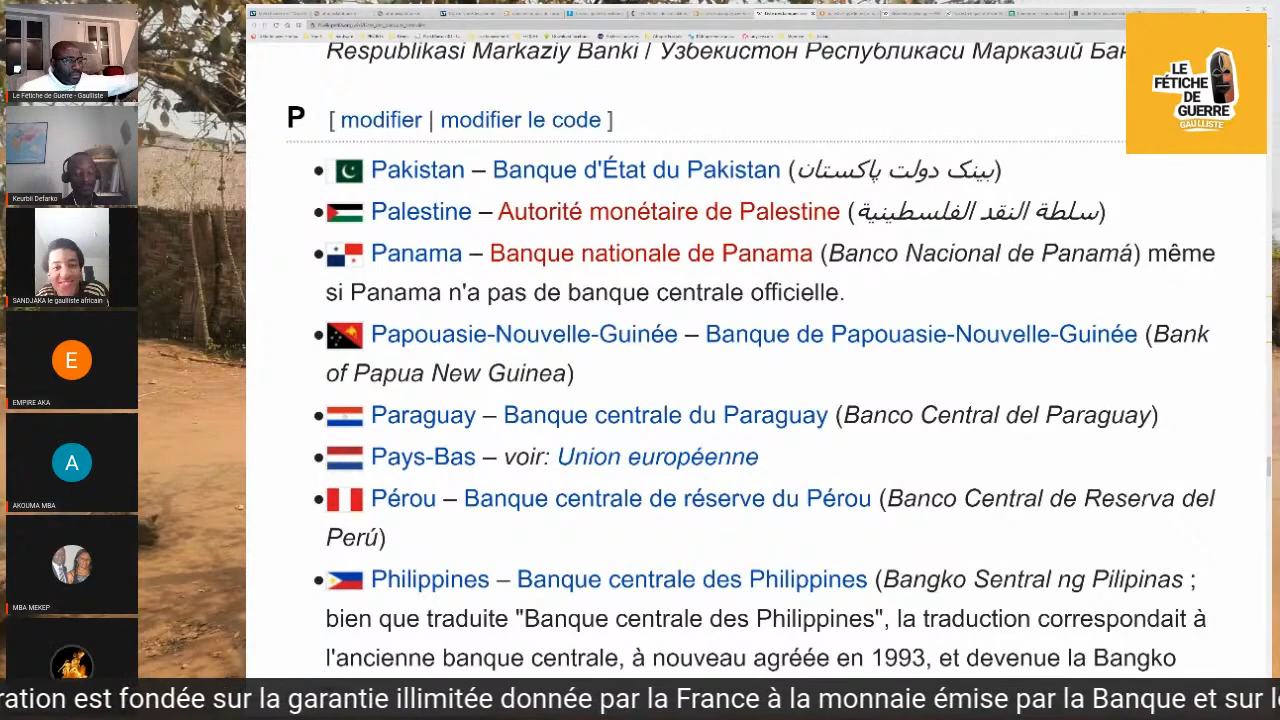 Respublikasi Markaziy Banki / Ўзбекистон Республикаси Марказий Бан
P [ modifier | modifier le code ]
Pakistan – Banque d'État du Pakistan (بینک دولت پاکستان)
Palestine – Autorité monétaire de Palestine (سلطة النقد الفلسطينية)
Panama – Banque nationale de Panama (Banco Nacional de Panamá) même
si Panama n'a pas de banque centrale officielle.
Papouasie-Nouvelle-Guinée – Banque de Papouasie-Nouvelle-Guinée (Bank
of Papua New Guinea)
Paraguay – Banque centrale du Paraguay (Banco Central del Paraguay)
Pays-Bas – voir: Union européenne
Pérou – Banque centrale de réserve du Pérou (Banco Central de Reserva del
Perú)
Philippines – Banque centrale des Philippines (Bangko Sentral ng Pilipinas ;
bien que traduite "Banque centrale des Philippines", la traduction correspondait à
l'ancienne banque centrale, à nouveau agréée en 1993, et devenue la Bangko
LE
FÉTICHE
DE
GUERRE
GAULLISTE
Le Fétiche de Guerre - Gaulliste
Keurbii Defarko
SANDJAKA le gaulliste africain
E
EMPIRE AKA
A
AKOUMA MBA
MBA MEKEP
ration est fondée sur la garantie illimitée donnée par la France à la monnaie émise par la Banque et sur le